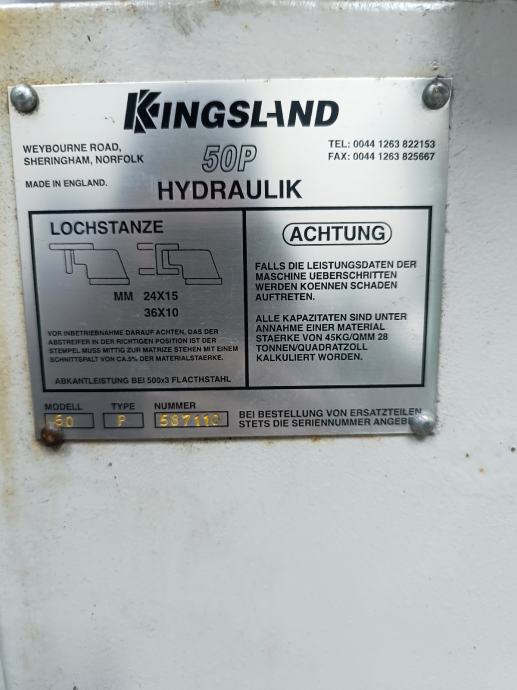 KINGSLAND
WEYBOURNE ROAD,
SHERINGHAM, NORFOLK
50P
TEL: 0044 1263 822153
FAX: 0044 1263 825667
MADE IN ENGLAND.
HYDRAULIK
LOCHSTANZE
MM 24X15
36X10
VOR INBETRIEBNAHME DARAUF ACHTEN, DAS DER
ABSTREIFER IN DER RICHTIGEN POSITION IST DER
STEMPEL MUSS MITTIG ZUR MATRIZE STEHEN MIT EINEM
SCHNITTSPALT VON CA.5% DER MATERIALSTAERKE.
ABKANTLEISTUNG BEI 500x3 FLACTHSTAHL
ACHTUNG
FALLS DIE LEISTUNGSDATEN DER
MASCHINE UEBERSCHRITTEN
WERDEN KOENNEN SCHADEN
AUFTRETEN.
ALLE KAPAZITATEN SIND UNTER
ANNAHME EINER MATERIAL
STAERKE VON 45KG/QMM 28
TONNEN/QUADRATZOLL
KALKULIERT WORDEN.
MODELL TYPE NUMMER
50 P 587110
BEI BESTELLUNG VON ERSATZTEILEN
STETS DIE SERIENNUMMER ANGEBEN